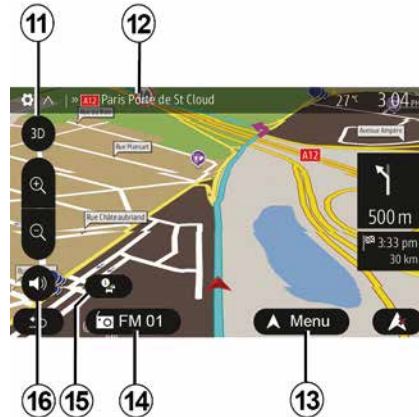 11 12
» A12 Paris Porte de St Cloud 27°C 3:04
3D
Rue Mansart
Avenue Ampère
A12
Rue Châteaubriand
500 m
3:33 pm
30 km
FM 01
Menu
16 15 14 13